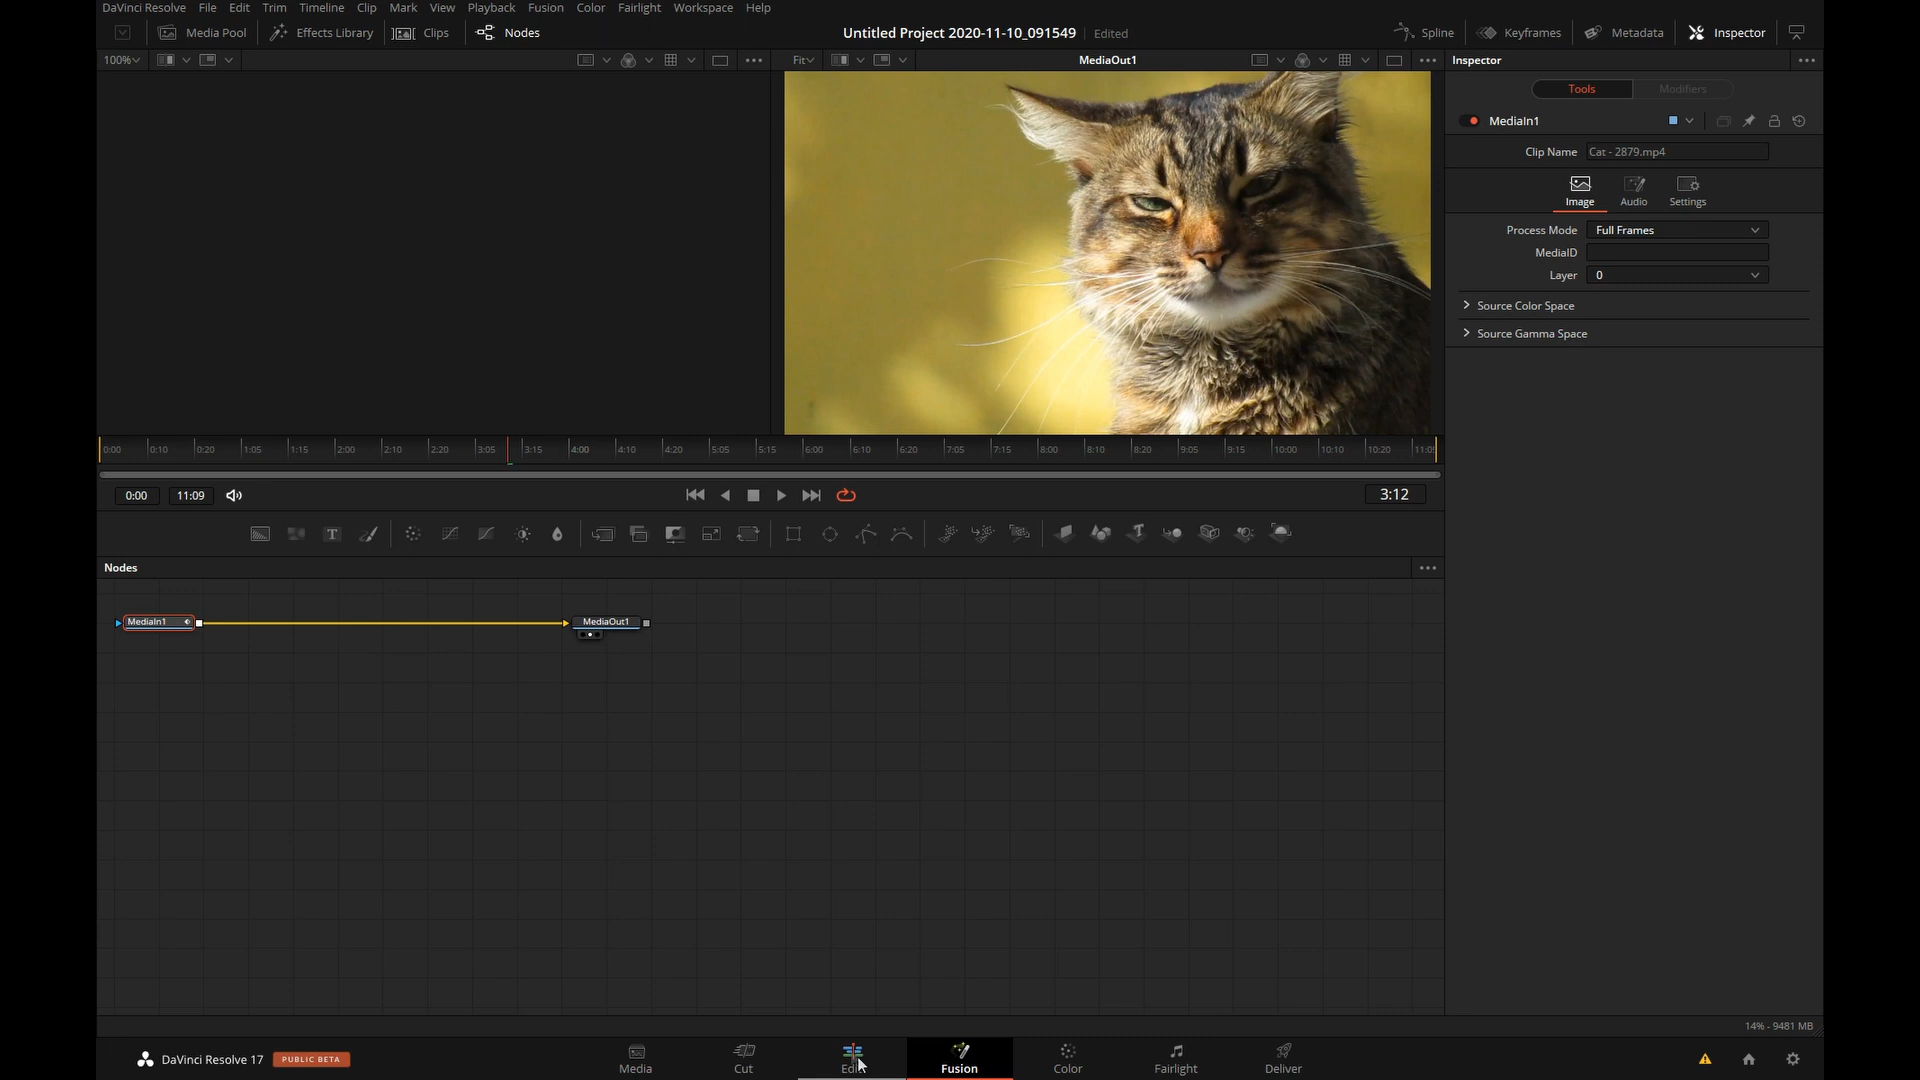 DaVinci Resolve File Edit Trim Timeline Clip Mark View Playback Fusion Color Fairlight Workspace Help
Media Pool Effects Library Clips Nodes Untitled Project 2020-11-10_091549 Edited Spline Keyframes Metadata Inspector
100% Fit MediaOut1 Inspector
Tools Modifiers
MediaIn1
Clip Name Cat - 2879.mp4
Image Audio Settings
Process Mode Full Frames
MediaID
Layer 0
Source Color Space
Source Gamma Space
0:00 0:10 0:20 1:05 1:15 2:00 2:10 2:20 3:05 3:15 4:00 4:10 4:20 5:05 5:15 6:00 6:10 6:20 7:05 7:15 8:00 8:10 8:20 9:05 9:15 10:00 10:10 10:20 11:05
0:00 11:09 3:12
Nodes
MediaIn1 MediaOut1
14% - 9481 MB
DaVinci Resolve 17 PUBLIC BETA Media Cut Edit Fusion Color Fairlight Deliver